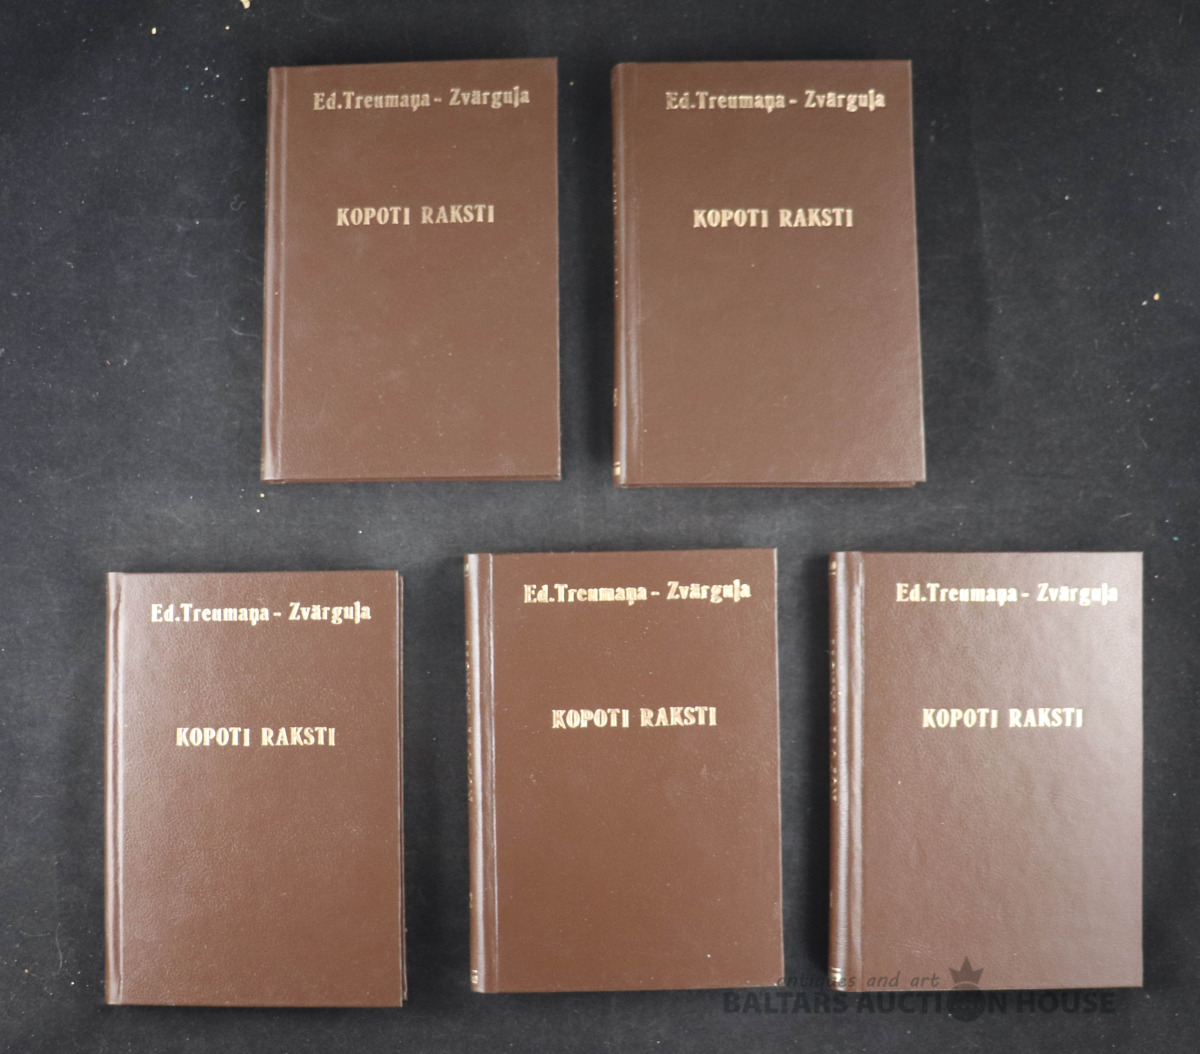 Ed.Treumaņa - Zvārguļa
KOPOTI RAKSTI
Ed.Treumaņa - Zvārguļa
KOPOTI RAKSTI
Ed.Treumaņa - Zvārguļa
KOPOTI RAKSTI
Ed.Treumaņa - Zvārguļa
KOPOTI RAKSTI
Ed.Treumaņa - Zvārguļa
KOPOTI RAKSTI
antiques and art
BALTARS AUCTION HOUSE